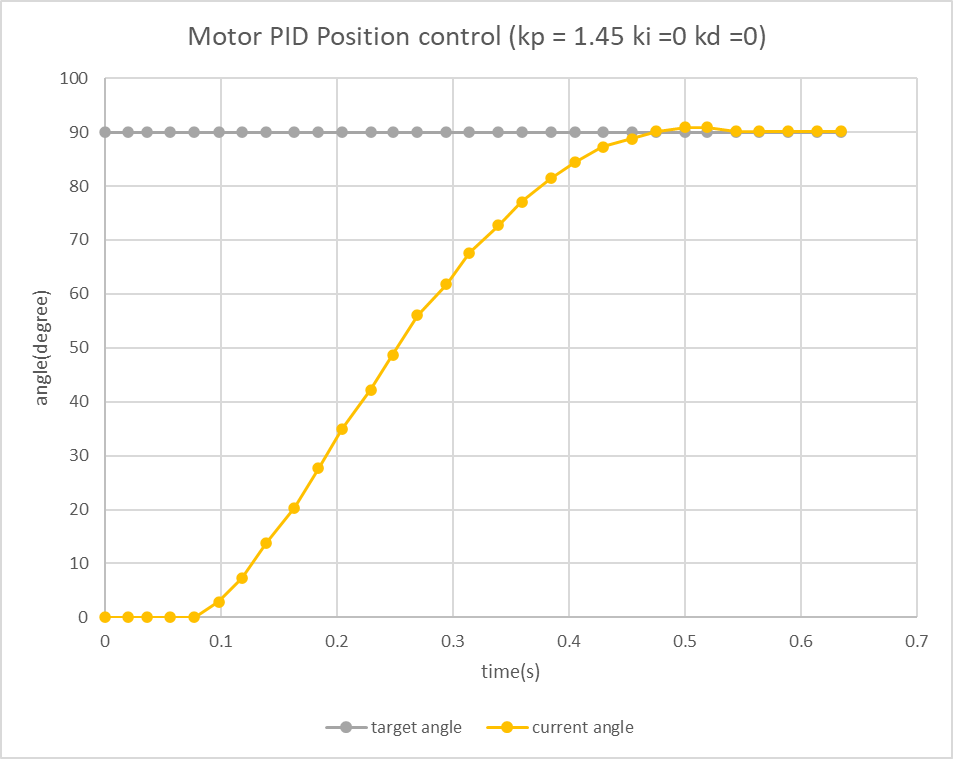 Motor PID Position control (kp = 1.45 ki =0 kd =0)
100
90
80
70
60
50
40
30
20
10
0
angle(degree)
0 0.1 0.2 0.3 0.4 0.5 0.6 0.7
time(s)
target angle current angle